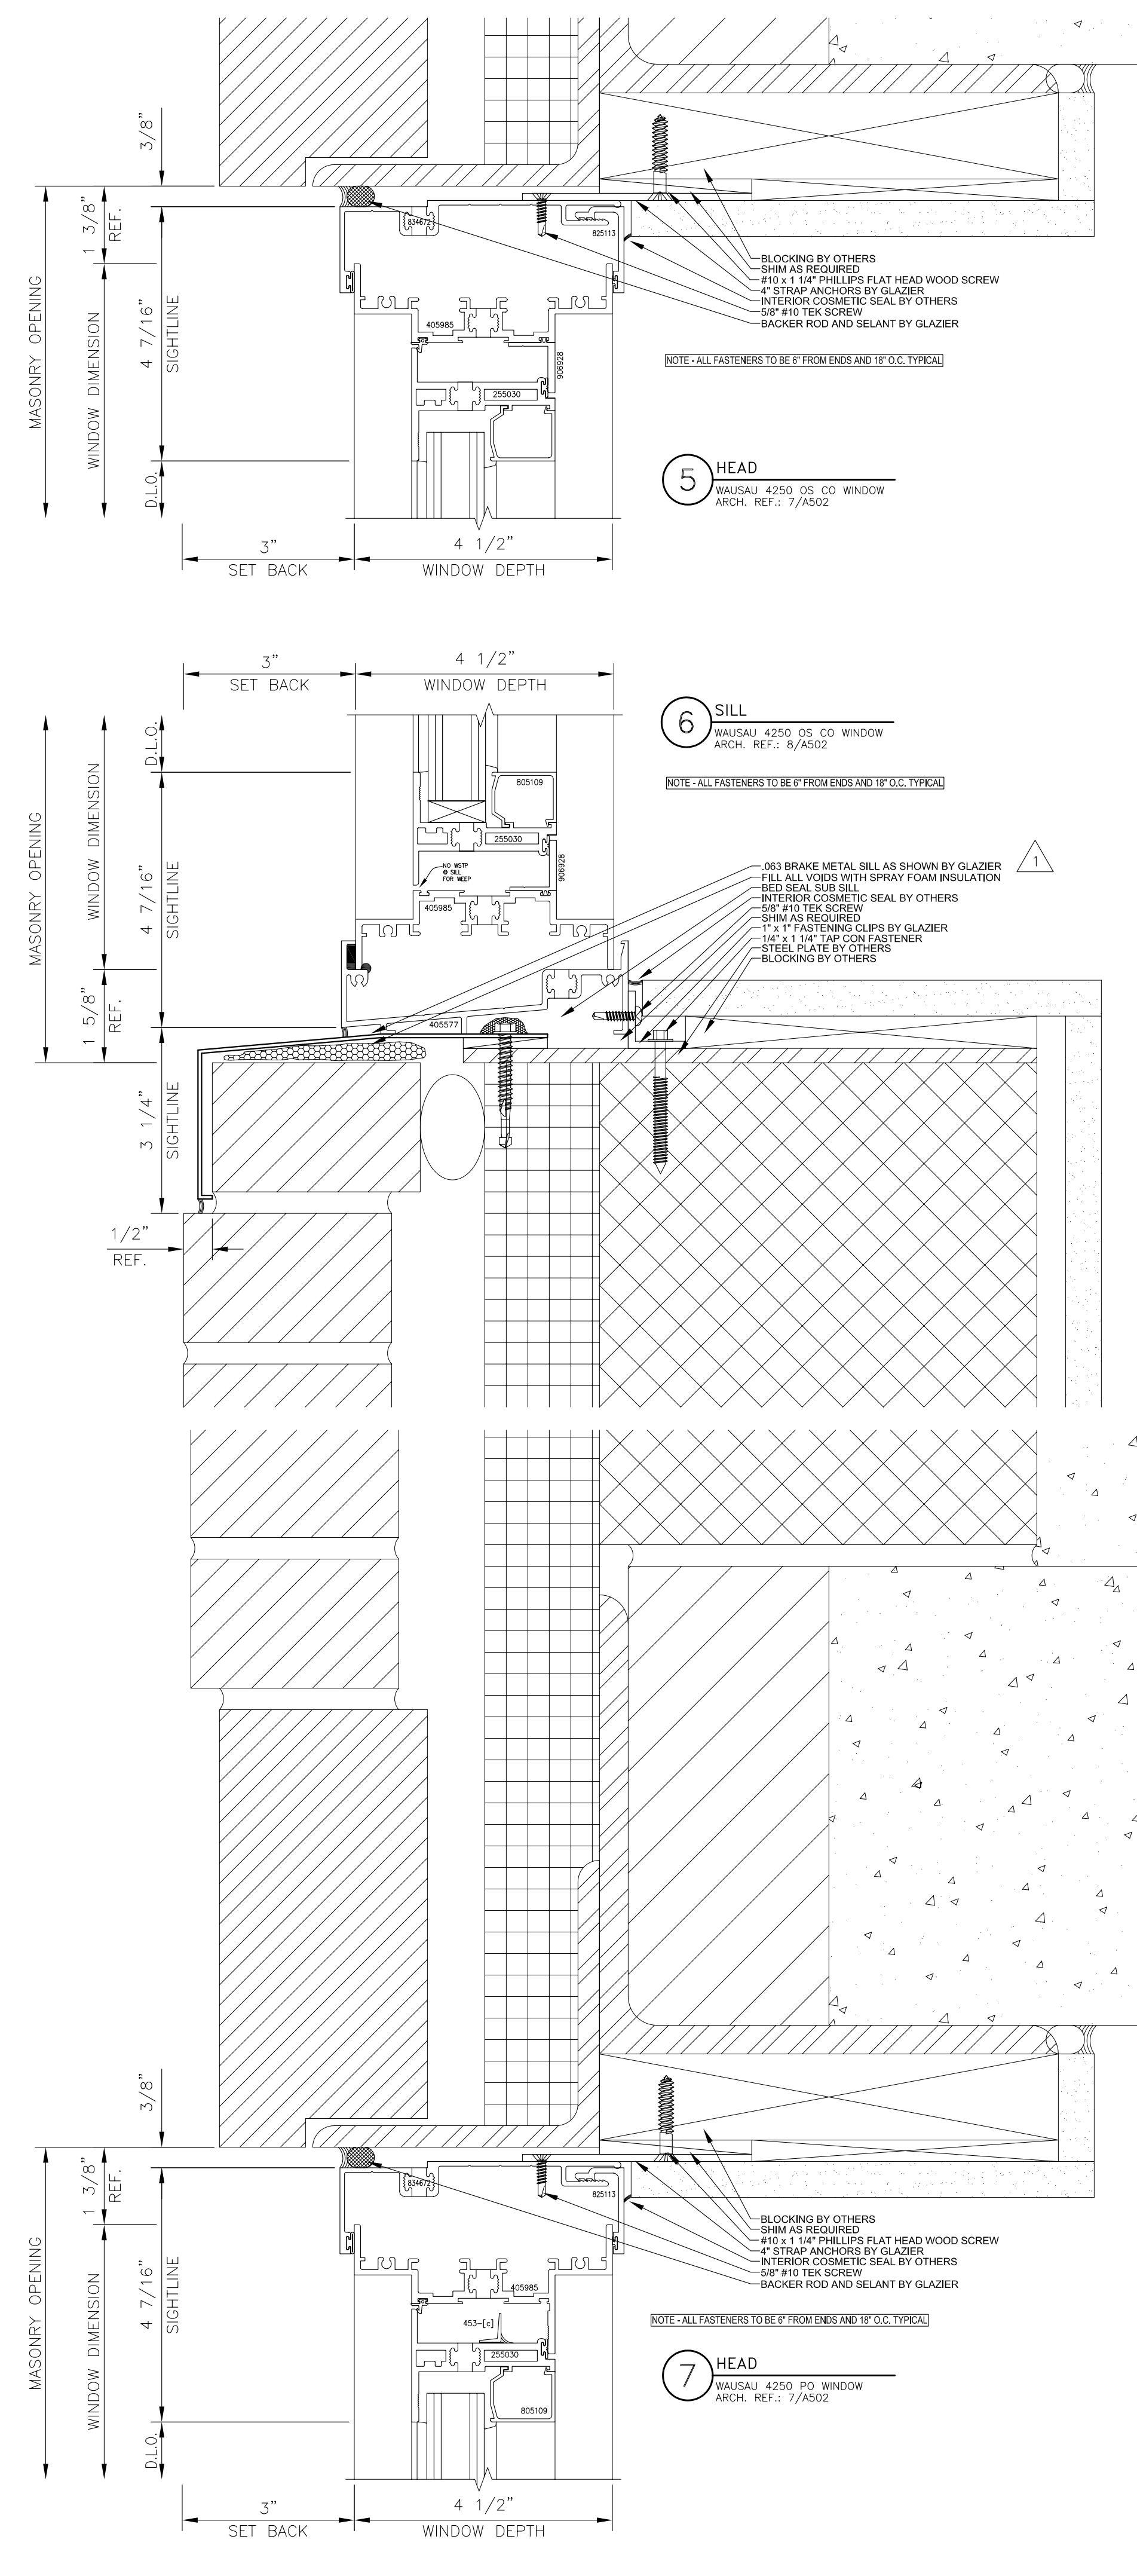 3/8"
1 3/8"
REF.
MASONRY OPENING
WINDOW DIMENSION
4 7/16"
SIGHTLINE
D.L.O.
834672
825113
405985
906928
255030
BLOCKING BY OTHERS
SHIM AS REQUIRED
#10 x 1 1/4" PHILLIPS FLAT HEAD WOOD SCREW
4" STRAP ANCHORS BY GLAZIER
INTERIOR COSMETIC SEAL BY OTHERS
5/8" #10 TEK SCREW
BACKER ROD AND SELANT BY GLAZIER
NOTE - ALL FASTENERS TO BE 6" FROM ENDS AND 18" O.C. TYPICAL
5 HEAD
WAUSAU 4250 OS CO WINDOW
ARCH. REF.: 7/A502
3"
SET BACK
4 1/2"
WINDOW DEPTH
3"
SET BACK
4 1/2"
WINDOW DEPTH
6 SILL
WAUSAU 4250 OS CO WINDOW
ARCH. REF.: 8/A502
NOTE - ALL FASTENERS TO BE 6" FROM ENDS AND 18" O.C. TYPICAL
MASONRY OPENING
WINDOW DIMENSION
D.L.O.
4 7/16"
SIGHTLINE
1 5/8"
REF.
3 1/4"
SIGHTLINE
1/2"
REF.
805109
255030
906928
NO WSTP
@ SILL
FOR WEEP
405985
405577
.063 BRAKE METAL SILL AS SHOWN BY GLAZIER
1
FILL ALL VOIDS WITH SPRAY FOAM INSULATION
BED SEAL SUB SILL
INTERIOR COSMETIC SEAL BY OTHERS
5/8" #10 TEK SCREW
SHIM AS REQUIRED
1" x 1" FASTENING CLIPS BY GLAZIER
1/4" x 1 1/4" TAP CON FASTENER
STEEL PLATE BY OTHERS
BLOCKING BY OTHERS
3/8"
1 3/8"
REF.
MASONRY OPENING
WINDOW DIMENSION
4 7/16"
SIGHTLINE
D.L.O.
834672
825113
405985
453-[c]
255030
805109
BLOCKING BY OTHERS
SHIM AS REQUIRED
#10 x 1 1/4" PHILLIPS FLAT HEAD WOOD SCREW
4" STRAP ANCHORS BY GLAZIER
INTERIOR COSMETIC SEAL BY OTHERS
5/8" #10 TEK SCREW
BACKER ROD AND SELANT BY GLAZIER
NOTE - ALL FASTENERS TO BE 6" FROM ENDS AND 18" O.C. TYPICAL
7 HEAD
WAUSAU 4250 PO WINDOW
ARCH. REF.: 7/A502
3"
SET BACK
4 1/2"
WINDOW DEPTH